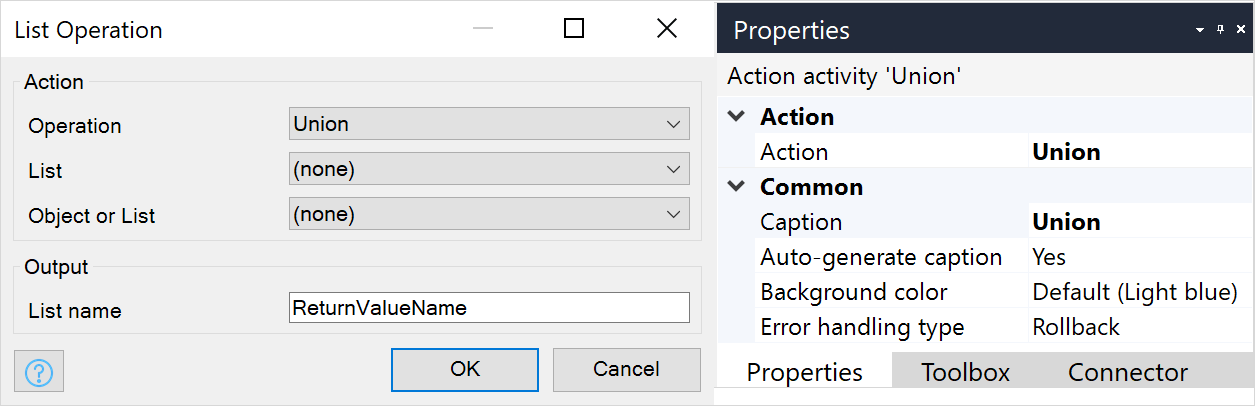 List Operation
Action
Operation Union
List (none)
Object or List (none)
Output
List name ReturnValueName
? OK Cancel
Properties
Action activity 'Union'
Action
Action Union
Common
Caption Union
Auto-generate caption Yes
Background color Default (Light blue)
Error handling type Rollback
Properties Toolbox Connector